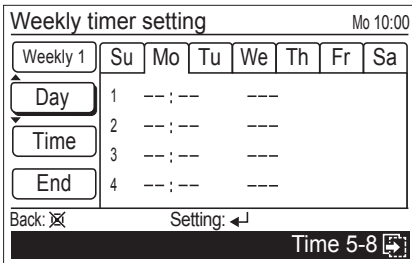 Weekly timer setting Mo 10:00
Weekly 1 Su Mo Tu We Th Fr Sa
Day 1 --:-- ---
2 --:-- ---
Time 3 --:-- ---
End 4 --:-- ---
Back: Setting:
Time 5-8